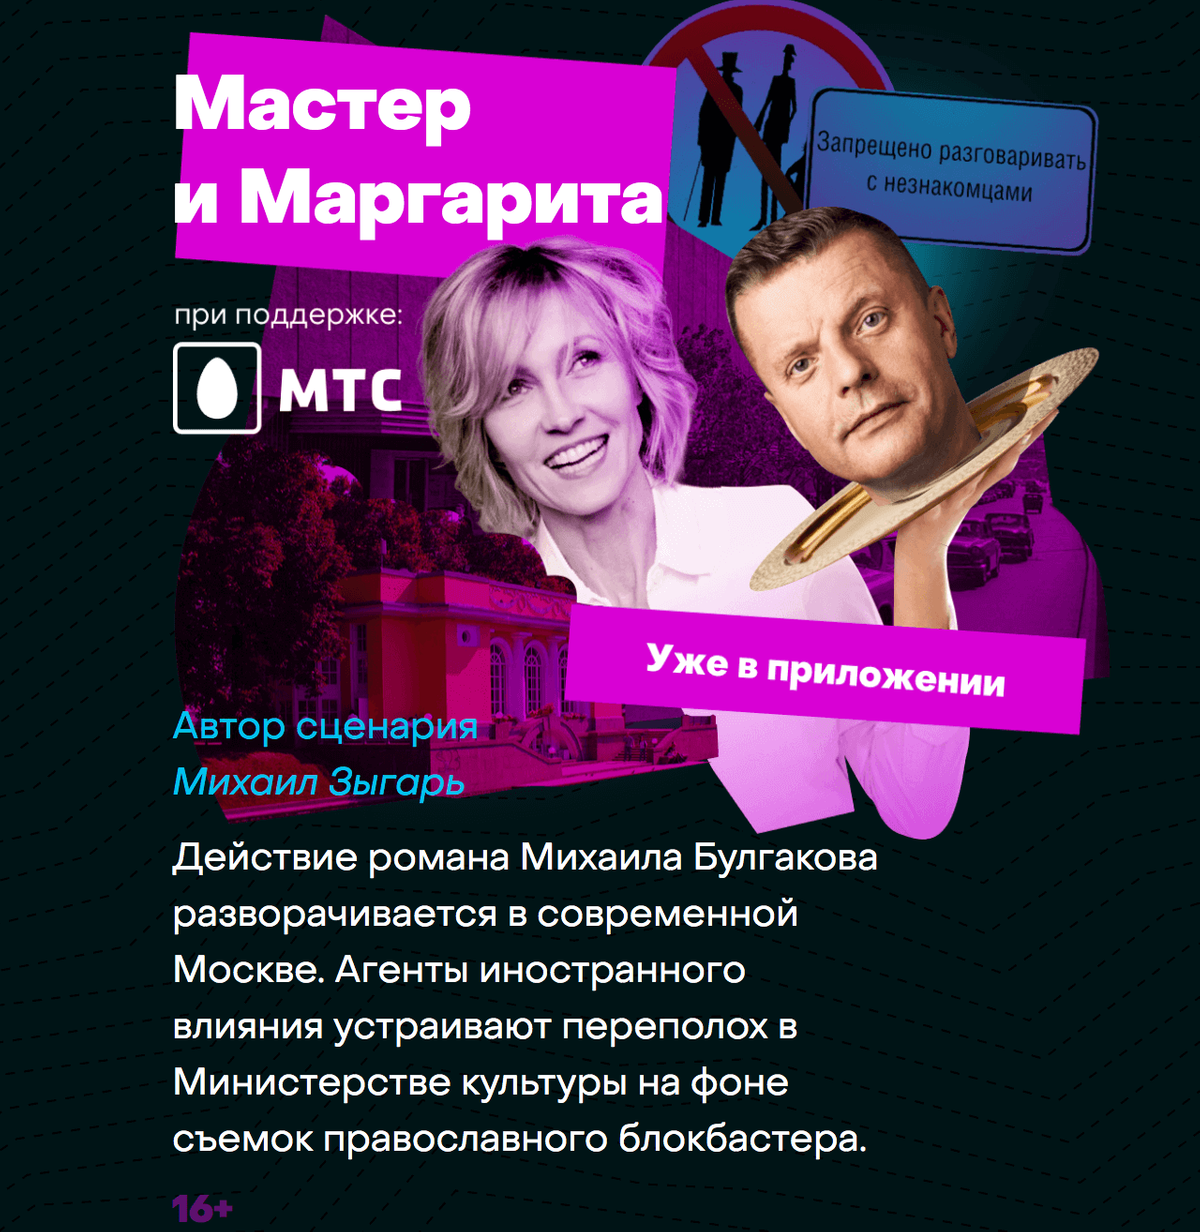 Мастер
и Маргарита
Запрещено разговаривать
с незнакомцами
при поддержке:
МТС
Уже в приложении
Автор сценария
Михаил Зыгарь
Действие романа Михаила Булгакова
разворачивается в современной
Москве. Агенты иностранного
влияния устраивают переполох в
Министерстве культуры на фоне
съемок православного блокбастера.
16+